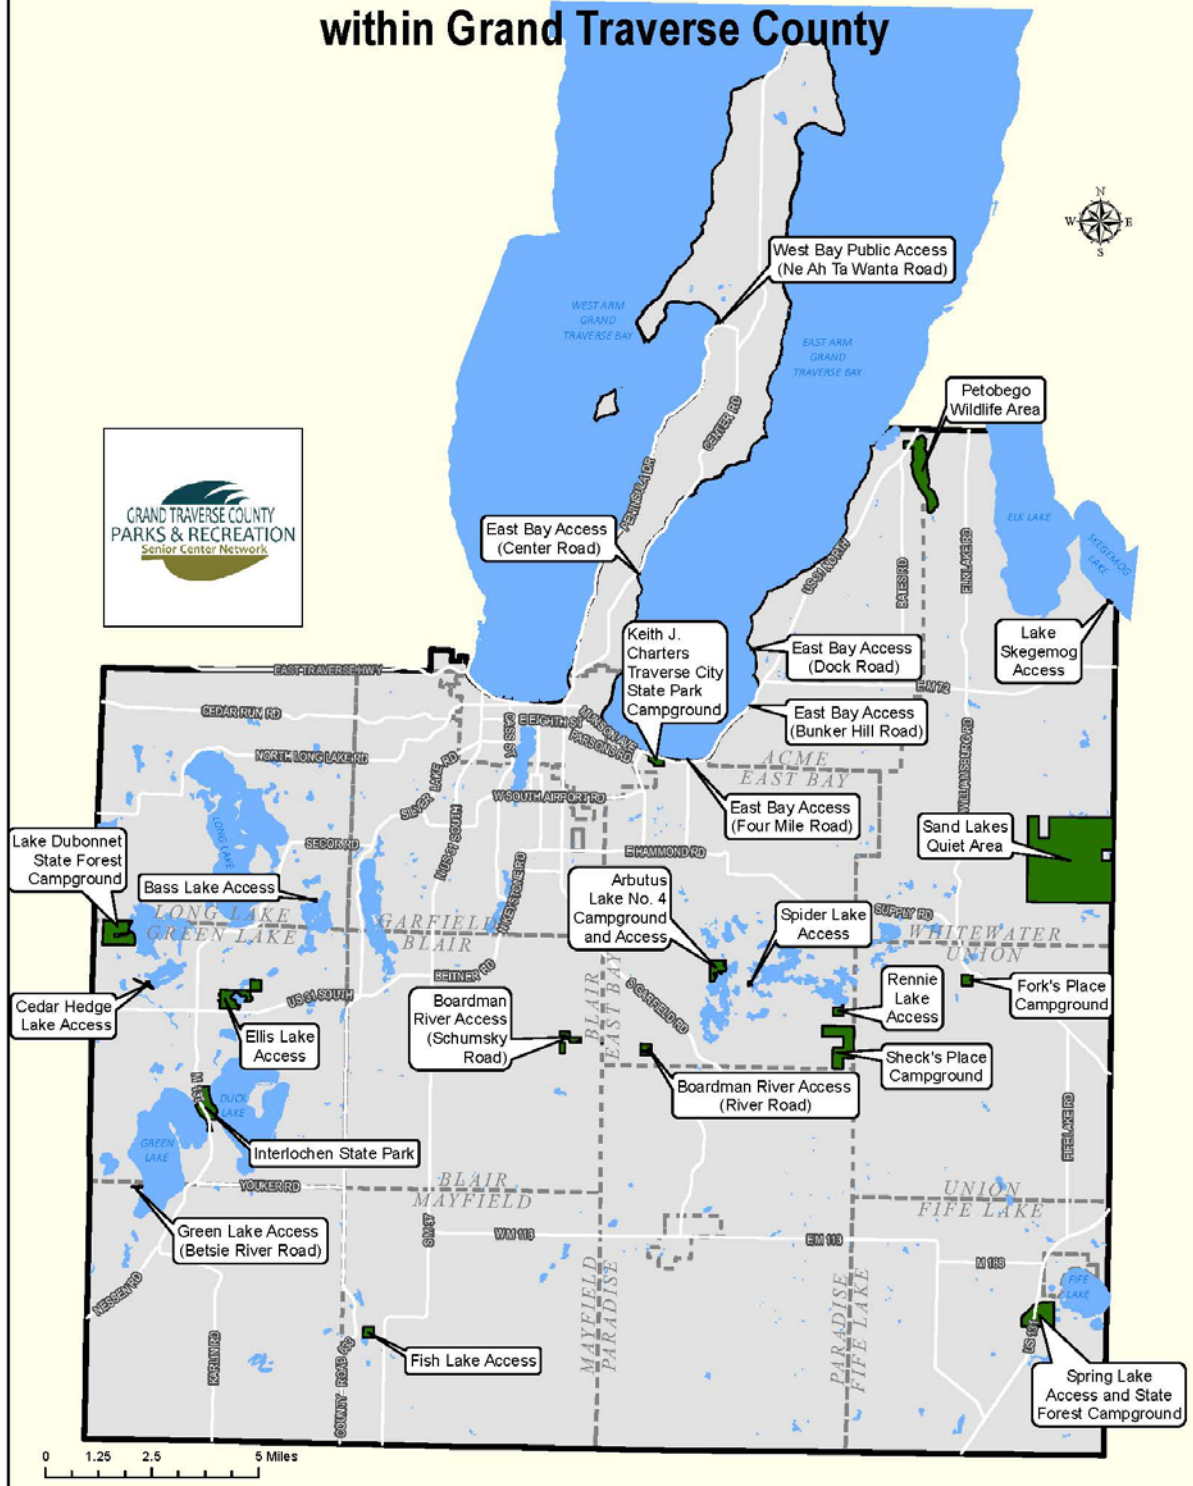 within Grand Traverse County
N
W E
S
West Bay Public Access
(Ne Ah Ta Wanta Road)
WEST ARM
GRAND
TRAVERSE BAY
EAST ARM
GRAND
TRAVERSE BAY
Petobego
Wildlife Area
CENTER RD
PENINSULA DR
GRAND TRAVERSE COUNTY
PARKS & RECREATION
Senior Center Network
East Bay Access
(Center Road)
US-31 NORTH
BATES RD
ELK LAKE RD
ELK LAKE
SKEGEMOG
LAKE
Lake
Skegemog
Access
Keith J.
Charters
Traverse City
State Park
Campground
East Bay Access
(Dock Road)
E M 72
East Bay Access
(Bunker Hill Road)
EAST TRAVERSE HWY
CEDAR RUN RD
CASS ST
E EIGHTH ST
MUNSON AVE
PARSONS RD
NORTH LONG LAKE RD
SILVER LAKE RD
N US-31 SOUTH
W SOUTH AIRPORT RD
ACME
EAST BAY
WILLIAMSBURG RD
East Bay Access
(Four Mile Road)
Sand Lakes
Quiet Area
LONG LAKE
SECOR RD
N KEYSTONE RD
E HAMMOND RD
Lake Dubonnet
State Forest
Campground
Bass Lake Access
LONG LAKE
GREEN LAKE
GARFIELD
BLAIR
Arbutus
Lake No. 4
Campground
and Access
Spider Lake
Access
SUPPLY RD
WHITEWATER
UNION
BEITNER RD
US-31 SOUTH
Cedar Hedge
Lake Access
Ellis Lake
Access
Boardman
River Access
(Schumsky
Road)
BLAIR
EAST BAY
S GARFIELD RD
Rennie
Lake
Access
Fork's Place
Campground
Sheck's Place
Campground
Boardman River Access
(River Road)
N M 137
DUCK
LAKE
GREEN
LAKE
Interlochen State Park
FIFE LAKE RD
YOUKER RD
BLAIR
MAYFIELD
UNION
FIFE LAKE
Green Lake Access
(Betsie River Road)
S M 37
W M 113
E M 113
M 186
NESSEN RD
KARLIN RD
COUNTY ROAD 633
MAYFIELD
PARADISE
PARADISE
FIFE LAKE
FIFE
LAKE
US 131
Fish Lake Access
Spring Lake
Access and State
Forest Campground
0 1.25 2.5 5 Miles